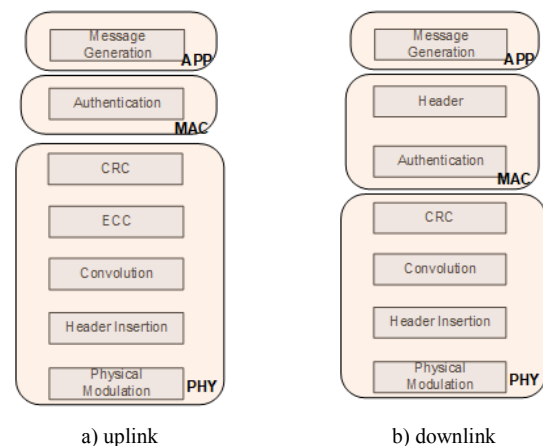 Message
Generation
APP
Authentication
MAC
CRC
ECC
Convolution
Header Insertion
Physical
Modulation
PHY
a) uplink
Message
Generation
APP
Header
Authentication
MAC
CRC
Convolution
Header Insertion
Physical
Modulation
PHY
b) downlink